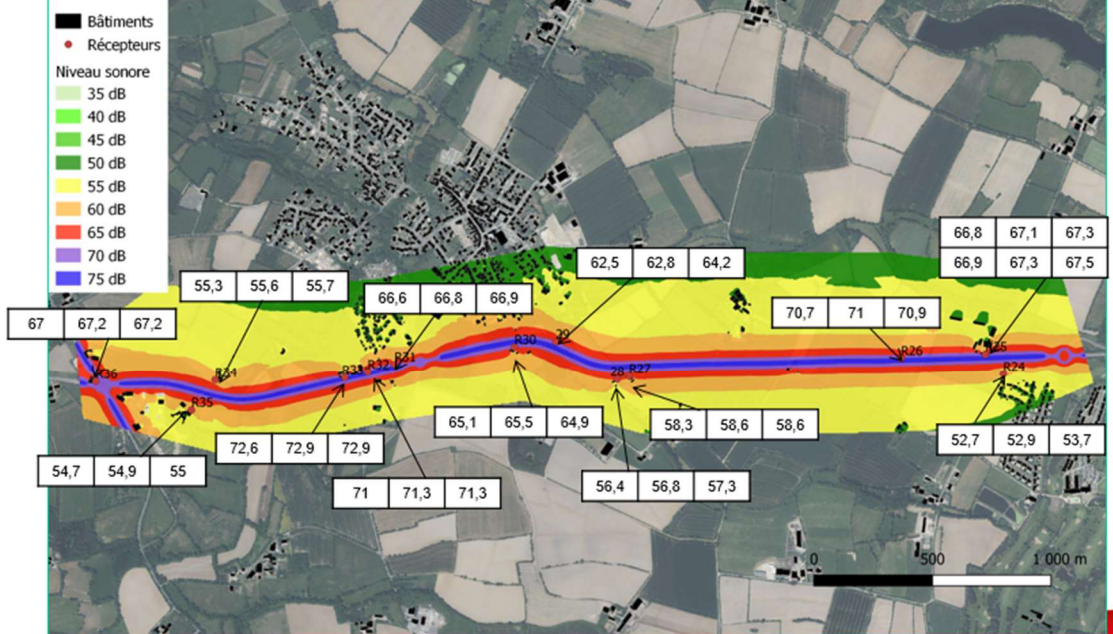 Bâtiments
Récepteurs
Niveau sonore
35 dB
40 dB
45 dB
50 dB
55 dB
60 dB
65 dB
70 dB
75 dB
66,8 67,1 67,3
66,9 67,3 67,5
62,5 62,8 64,2
55,3 55,6 55,7
66,6 66,8 66,9
70,7 71 70,9
67 67,2 67,2
29
R30
R26
R31
R32
R33
R34
R36
28 R27
R24
R35
65,1 65,5 64,9
58,3 58,6 58,6
52,7 52,9 53,7
72,6 72,9 72,9
54,7 54,9 55
71 71,3 71,3
56,4 56,8 57,3
0 500 1 000 m